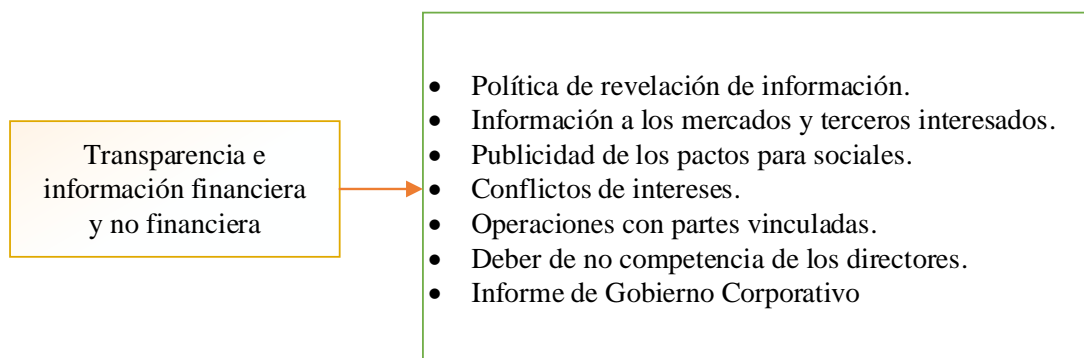 Transparencia e
información financiera
y no financiera
• Política de revelación de información.
• Información a los mercados y terceros interesados.
• Publicidad de los pactos para sociales.
• Conflictos de intereses.
• Operaciones con partes vinculadas.
• Deber de no competencia de los directores.
• Informe de Gobierno Corporativo